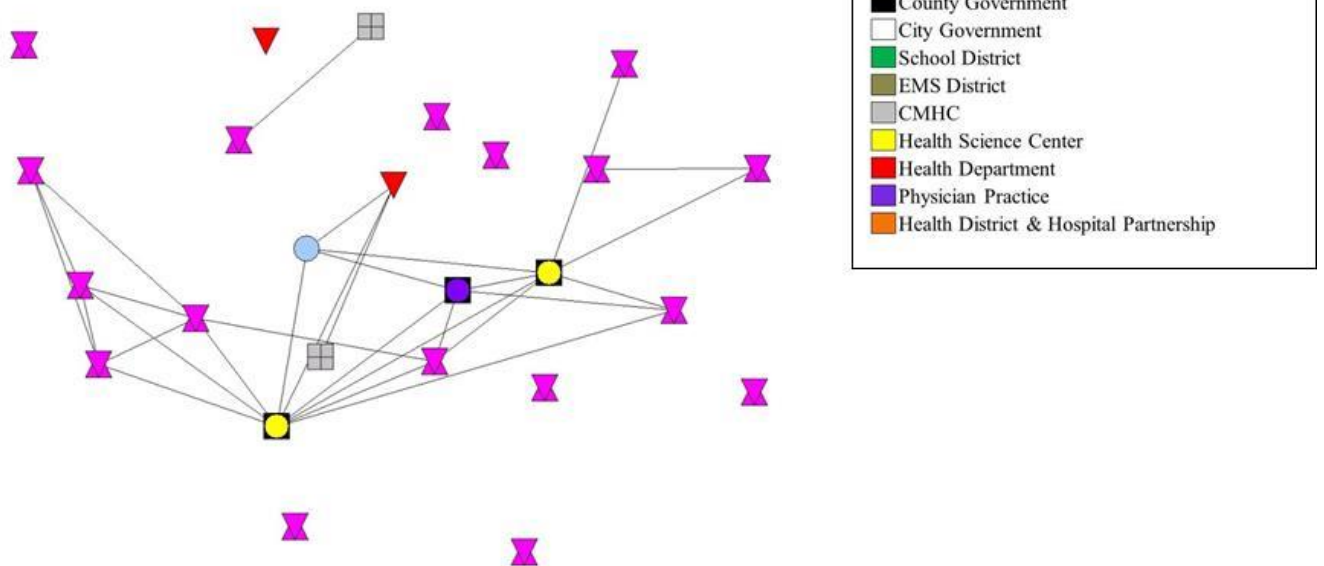 County Government
City Government
School District
EMS District
CMHC
Health Science Center
Health Department
Physician Practice
Health District & Hospital Partnership